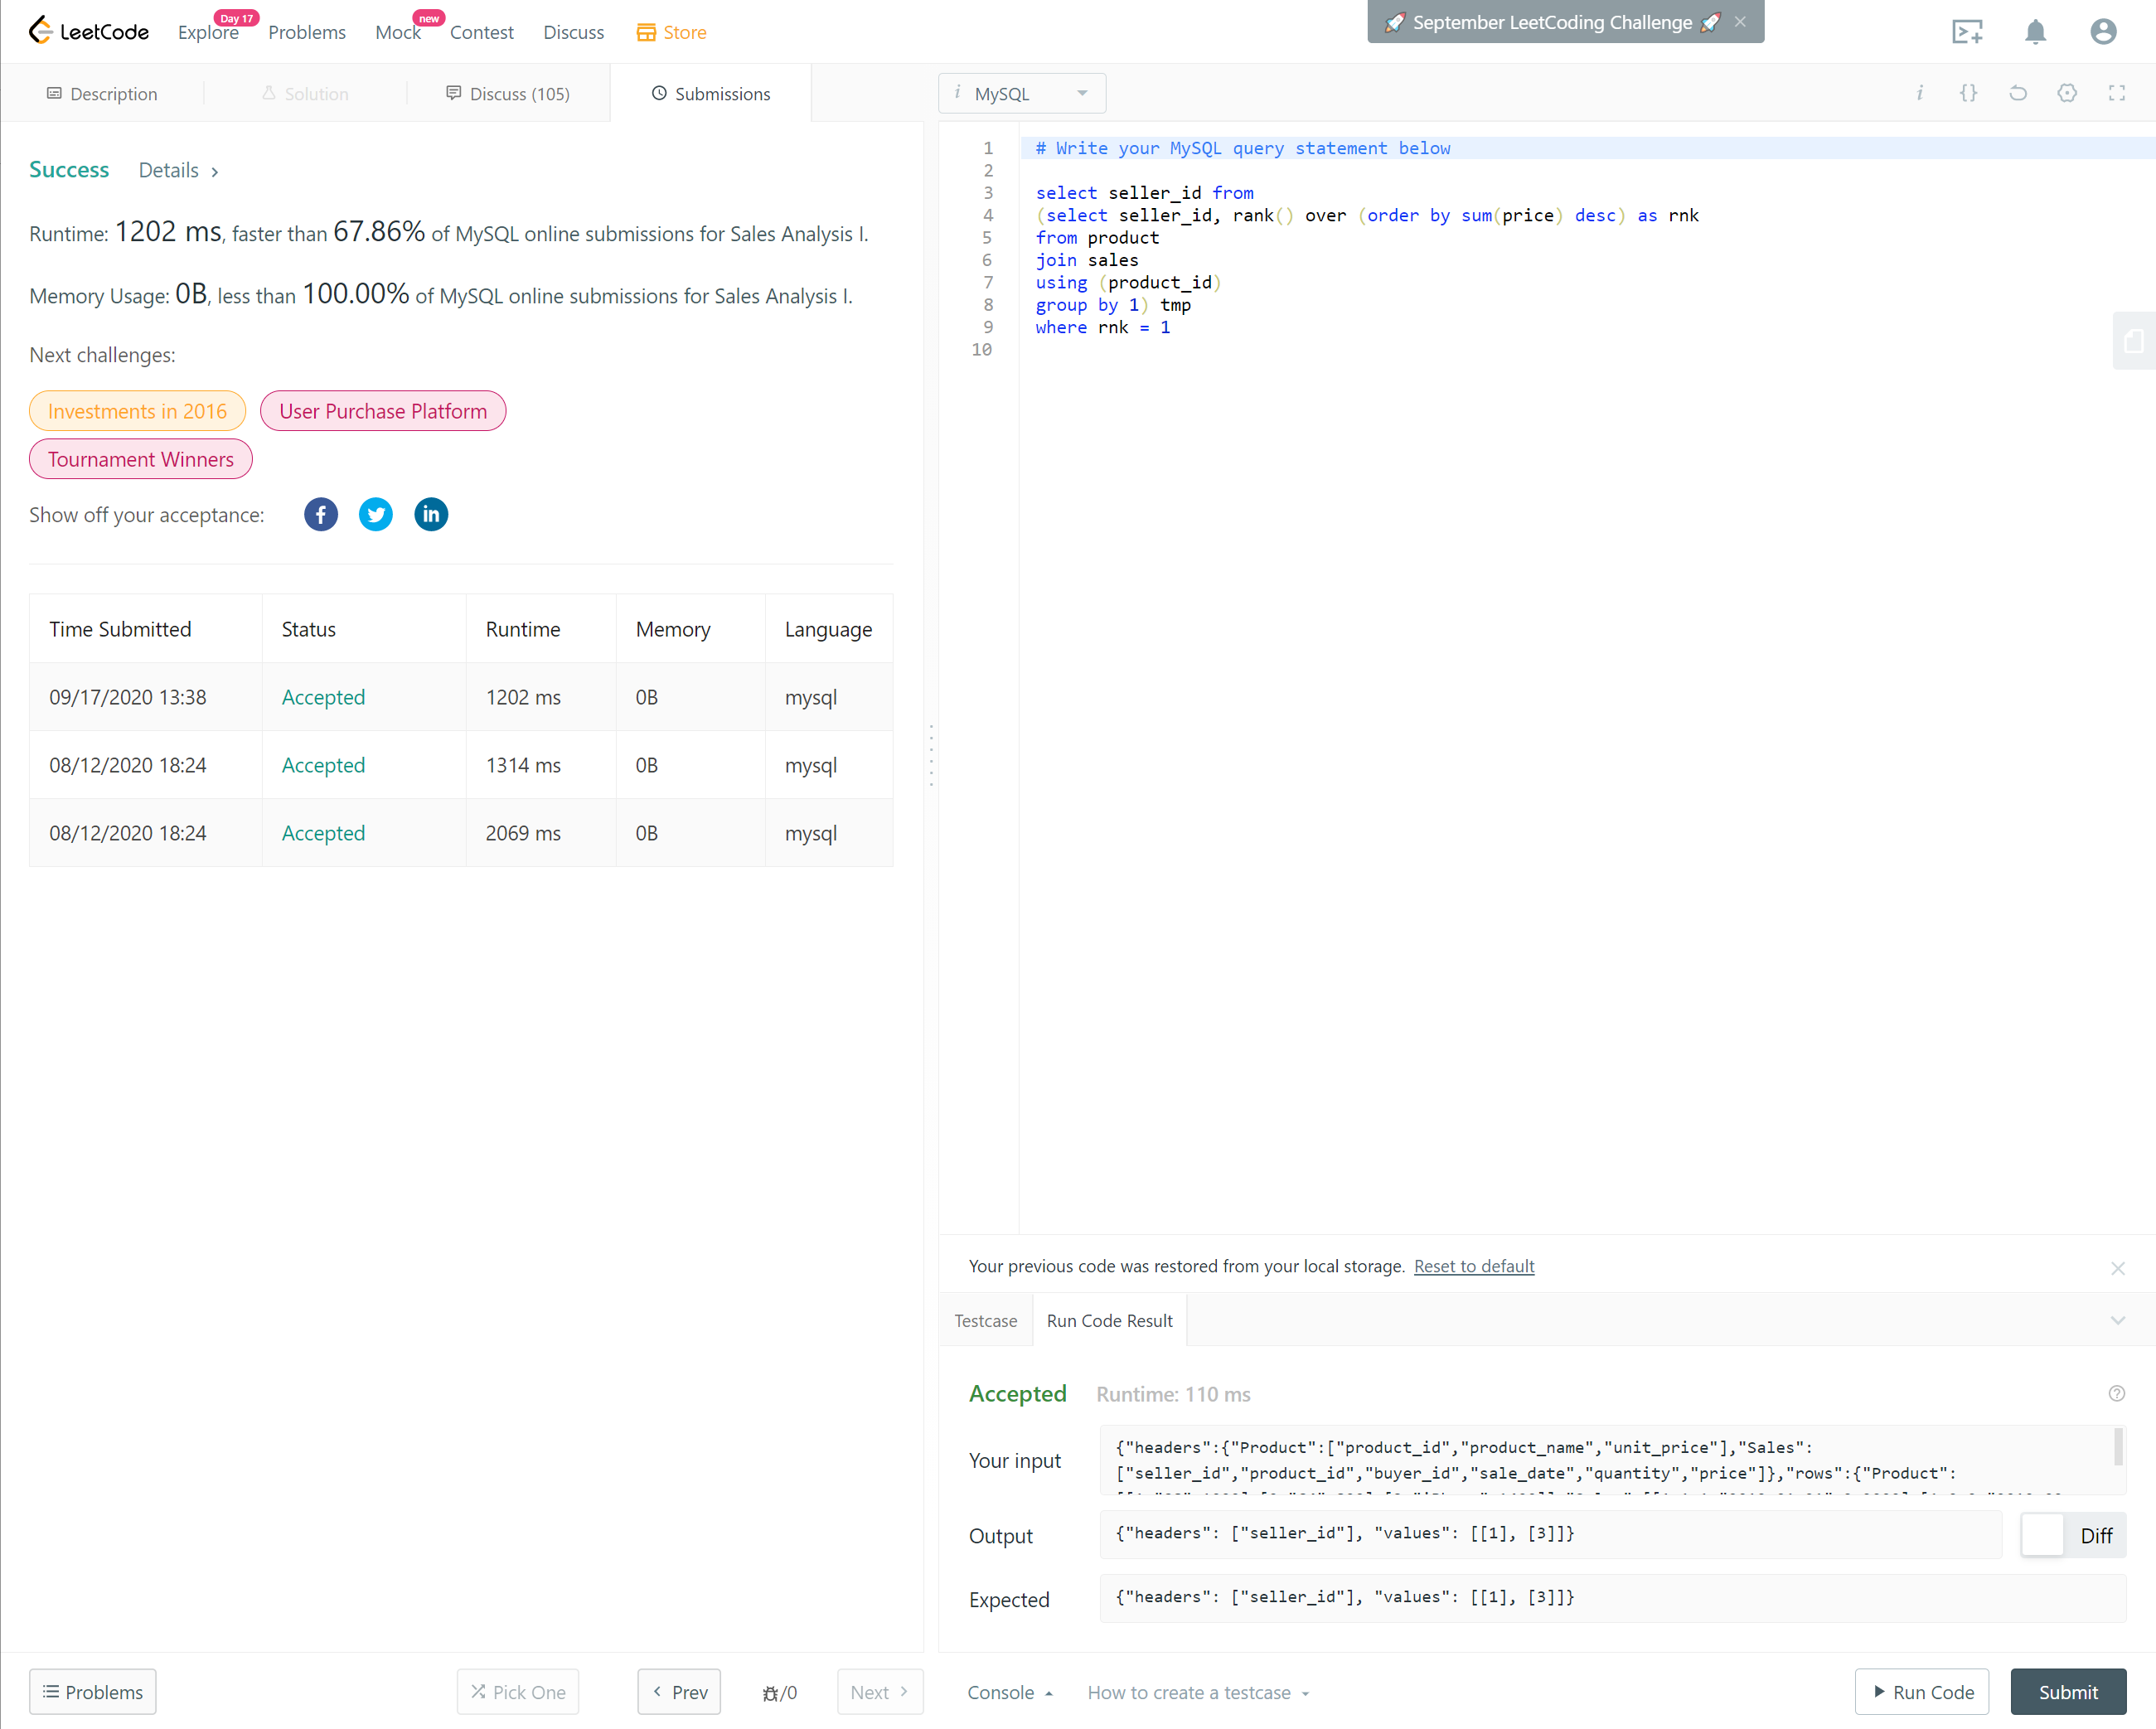 LeetCode
Explore
Day 17
Problems
Mock
new
Contest
Discuss
Store
🚀 September LeetCoding Challenge 🚀
Description
Solution
Discuss (105)
Submissions
i MySQL
Success Details
Runtime: 1202 ms, faster than 67.86% of MySQL online submissions for Sales Analysis I.
Memory Usage: 0B, less than 100.00% of MySQL online submissions for Sales Analysis I.
Next challenges:
Investments in 2016
User Purchase Platform
Tournament Winners
Show off your acceptance:
Time Submitted Status Runtime Memory Language
09/17/2020 13:38 Accepted 1202 ms 0B mysql
08/12/2020 18:24 Accepted 1314 ms 0B mysql
08/12/2020 18:24 Accepted 2069 ms 0B mysql
1 # Write your MySQL query statement below
2
3 select seller_id from
4 (select seller_id, rank() over (order by sum(price) desc) as rnk
5 from product
6 join sales
7 using (product_id)
8 group by 1) tmp
9 where rnk = 1
10
Your previous code was restored from your local storage. Reset to default
Testcase
Run Code Result
Accepted Runtime: 110 ms
Your input
{"headers":{"Product":["product_id","product_name","unit_price"],"Sales":
["seller_id","product_id","buyer_id","sale_date","quantity","price"]},"rows":{"Product":
Output
{"headers": ["seller_id"], "values": [[1], [3]]}
Diff
Expected
{"headers": ["seller_id"], "values": [[1], [3]]}
Problems
Pick One
Prev
/0
Next
Console
How to create a testcase
Run Code
Submit